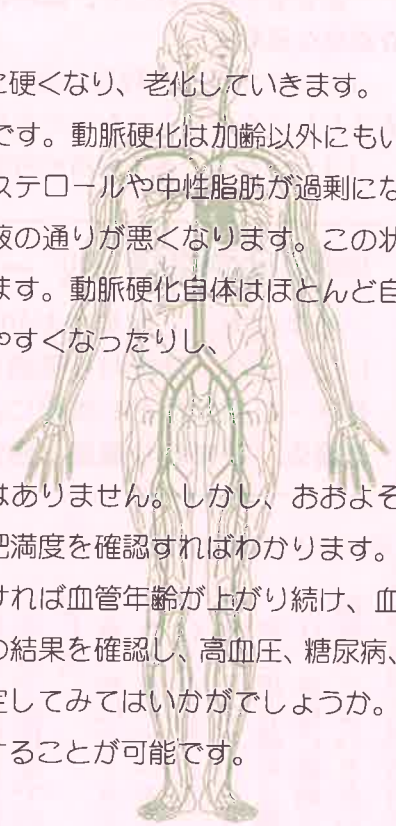 に硬くなり、老化していきます。
です。動脈硬化は加齢以外にもい
ステロールや中性脂肪が過剰にな
液の通りが悪くなります。この状
ます。動脈硬化自体はほとんど自
やすくなったりし、
はありません。しかし、おおよそ
肥満度を確認すればわかります。
ければ血管年齢が上がり続け、血
の結果を確認し、高血圧、糖尿病、
定してみてはいかがでしょうか。
することが可能です。